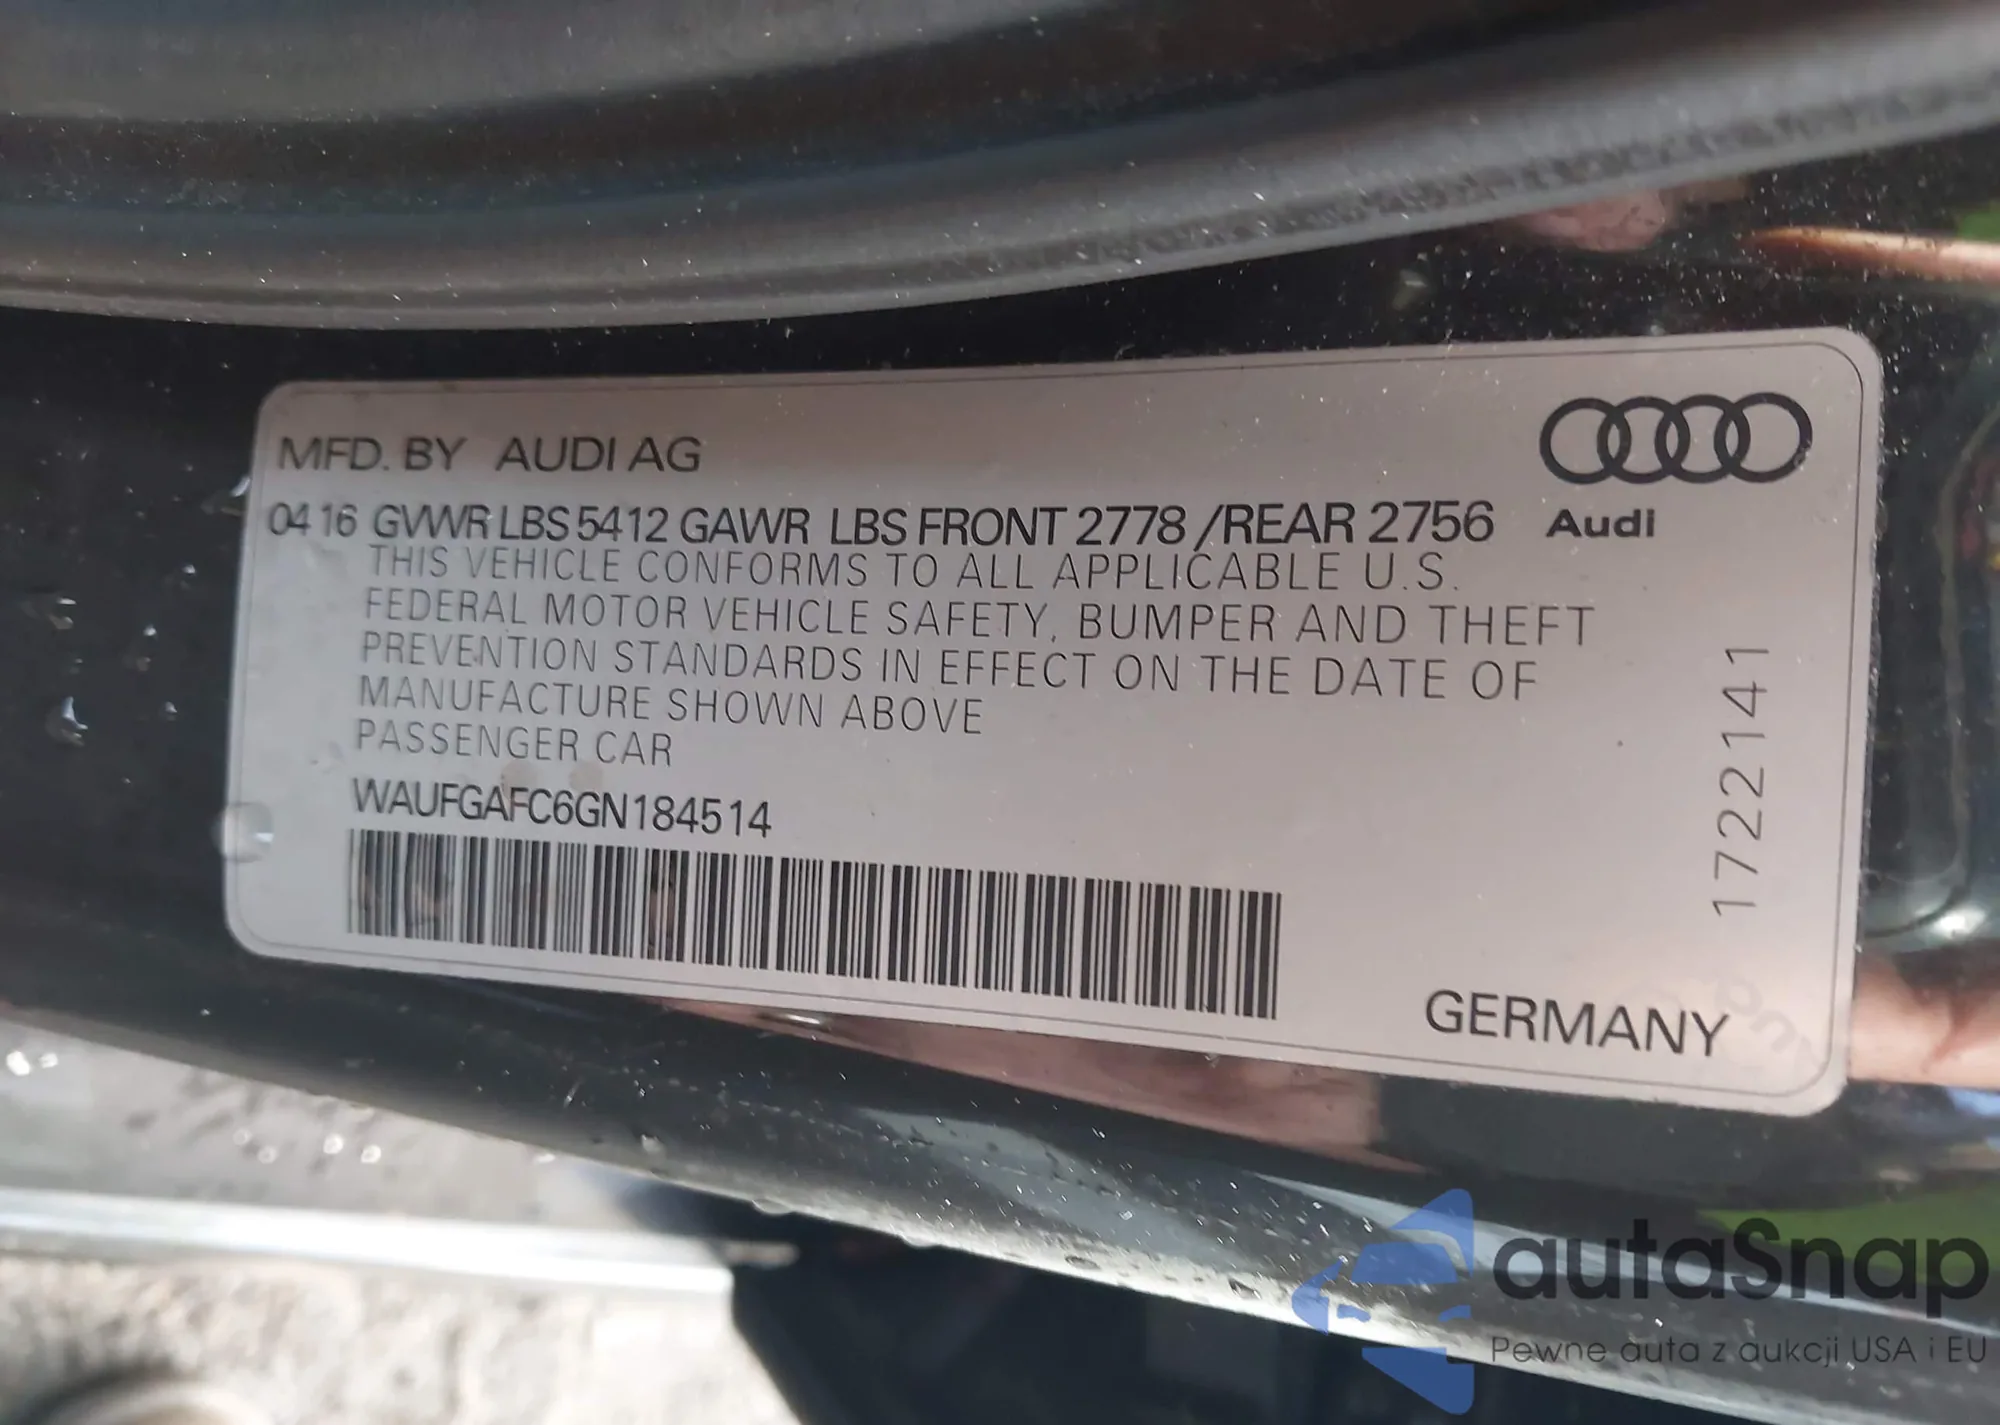 MFD. BY AUDI AG
04 16 GVWR LBS 5412 GAWR LBS FRONT 2778 /REAR 2756
Audi
THIS VEHICLE CONFORMS TO ALL APPLICABLE U.S.
FEDERAL MOTOR VEHICLE SAFETY, BUMPER AND THEFT
PREVENTION STANDARDS IN EFFECT ON THE DATE OF
MANUFACTURE SHOWN ABOVE
PASSENGER CAR
WAUFGAFC6GN184514
1722141
GERMANY
autaSnap
Pewne auta z aukcji USA i EU